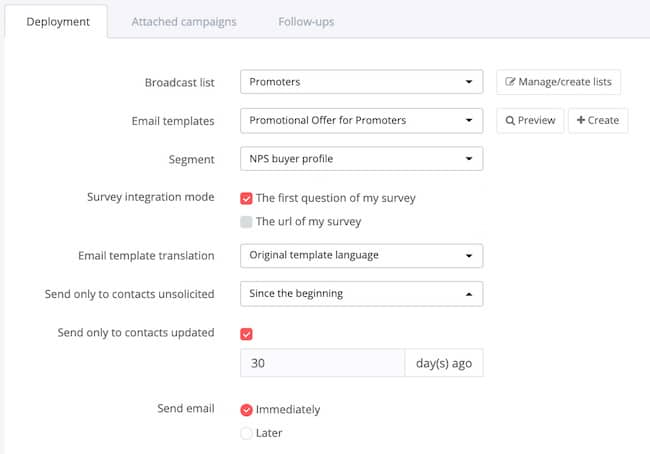 Deployment Attached campaigns Follow-ups
Broadcast list Promoters Manage/create lists
Email templates Promotional Offer for Promoters Preview Create
Segment NPS buyer profile
Survey integration mode The first question of my survey
The url of my survey
Email template translation Original template language
Send only to contacts unsolicited Since the beginning
Send only to contacts updated
30 day(s) ago
Send email Immediately
Later